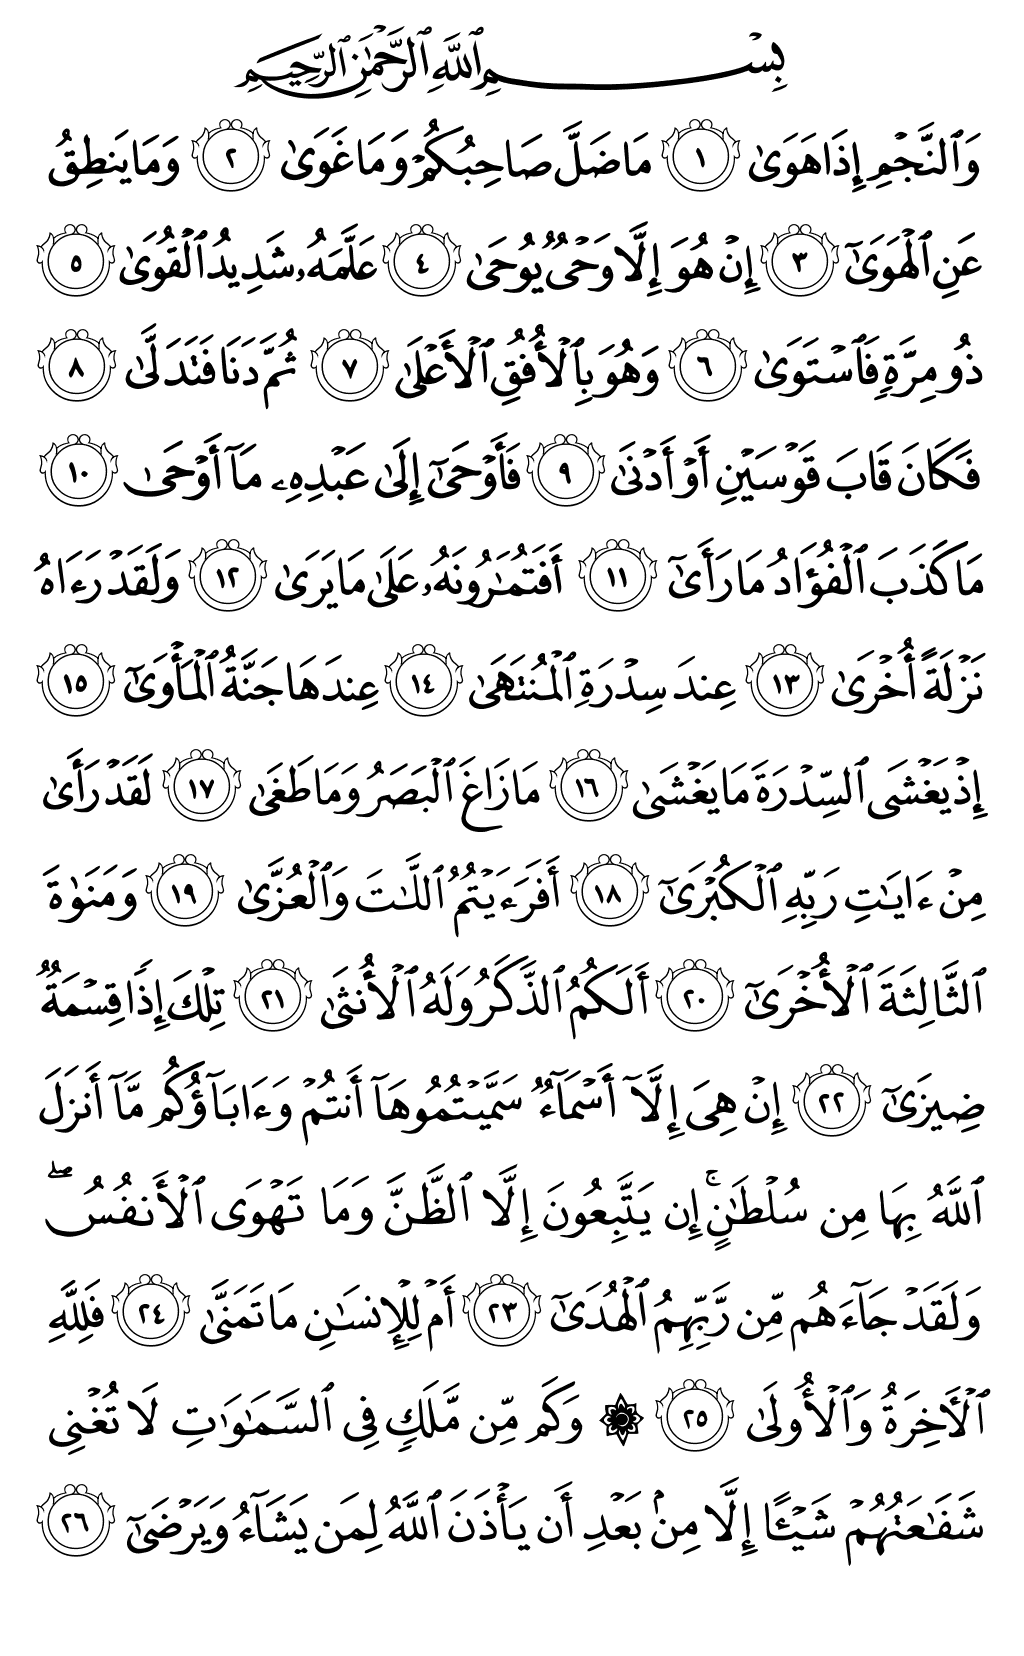 بِسْمِ ٱللَّهِ ٱلرَّحْمَٰنِ ٱلرَّحِيمِ
وَٱلنَّجْمِ إِذَا هَوَىٰ ١ مَا ضَلَّ صَاحِبُكُمْ وَمَا غَوَىٰ ٢ وَمَا يَنطِقُ
عَنِ ٱلْهَوَىٰٓ ٣ إِنْ هُوَ إِلَّا وَحْىٌ يُوحَىٰ ٤ عَلَّمَهُۥ شَدِيدُ ٱلْقُوَىٰ ٥
ذُو مِرَّةٍ فَٱسْتَوَىٰ ٦ وَهُوَ بِٱلْأُفُقِ ٱلْأَعْلَىٰ ٧ ثُمَّ دَنَا فَتَدَلَّىٰ ٨
فَكَانَ قَابَ قَوْسَيْنِ أَوْ أَدْنَىٰ ٩ فَأَوْحَىٰٓ إِلَىٰ عَبْدِهِۦ مَآ أَوْحَىٰ ١٠
مَا كَذَبَ ٱلْفُؤَادُ مَا رَأَىٰٓ ١١ أَفَتُمَٰرُونَهُۥ عَلَىٰ مَا يَرَىٰ ١٢ وَلَقَدْ رَءَاهُ
نَزْلَةً أُخْرَىٰ ١٣ عِندَ سِدْرَةِ ٱلْمُنتَهَىٰ ١٤ عِندَهَا جَنَّةُ ٱلْمَأْوَىٰٓ ١٥
إِذْ يَغْشَى ٱلسِّدْرَةَ مَا يَغْشَىٰ ١٦ مَا زَاغَ ٱلْبَصَرُ وَمَا طَغَىٰ ١٧ لَقَدْ رَأَىٰ
مِنْ ءَايَٰتِ رَبِّهِ ٱلْكُبْرَىٰٓ ١٨ أَفَرَءَيْتُمُ ٱللَّٰتَ وَٱلْعُزَّىٰ ١٩ وَمَنَوٰةَ
ٱلثَّالِثَةَ ٱلْأُخْرَىٰٓ ٢٠ أَلَكُمُ ٱلذَّكَرُ وَلَهُ ٱلْأُنثَىٰ ٢١ تِلْكَ إِذًا قِسْمَةٌ
ضِيزَىٰٓ ٢٢ إِنْ هِىَ إِلَّآ أَسْمَآءٌ سَمَّيْتُمُوهَآ أَنتُمْ وَءَابَآؤُكُم مَّآ أَنزَلَ
ٱللَّهُ بِهَا مِن سُلْطَٰنٍ ۚ إِن يَتَّبِعُونَ إِلَّا ٱلظَّنَّ وَمَا تَهْوَى ٱلْأَنفُسُ ۖ
وَلَقَدْ جَآءَهُم مِّن رَّبِّهِمُ ٱلْهُدَىٰٓ ٢٣ أَمْ لِلْإِنسَٰنِ مَا تَمَنَّىٰ ٢٤ فَلِلَّهِ
ٱلْءَاخِرَةُ وَٱلْأُولَىٰ ٢٥ ۞ وَكَم مِّن مَّلَكٍ فِى ٱلسَّمَٰوَٰتِ لَا تُغْنِى
شَفَٰعَتُهُمْ شَيْـًٔا إِلَّا مِنۢ بَعْدِ أَن يَأْذَنَ ٱللَّهُ لِمَن يَشَآءُ وَيَرْضَىٰٓ ٢٦